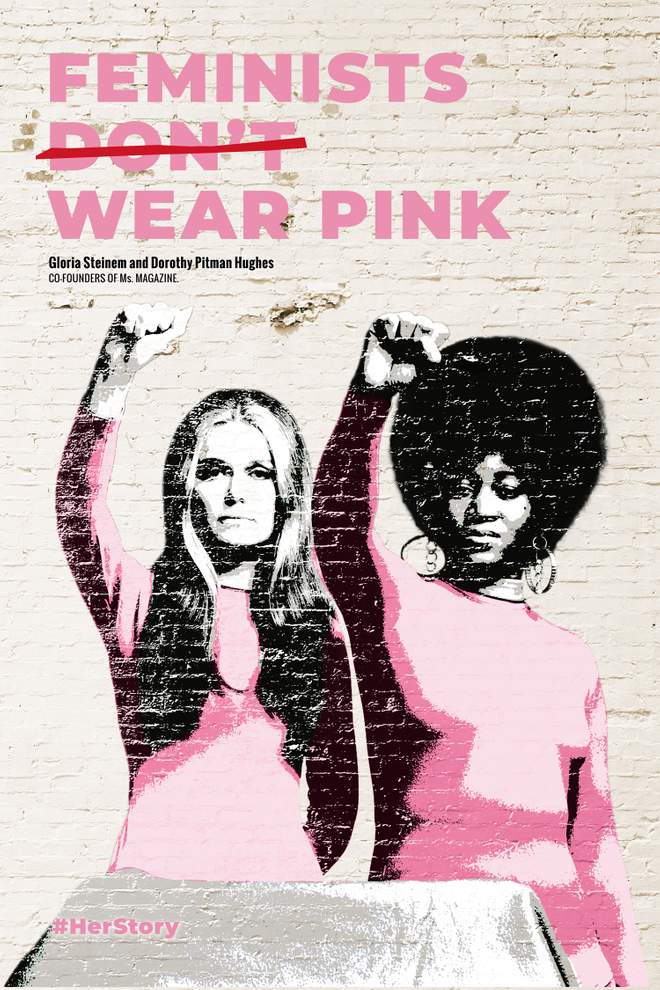 FEMINISTS
DON'T
WEAR PINK
Gloria Steinem and Dorothy Pitman Hughes
CO-FOUNDERS OF Ms. MAGAZINE.
#HerStory